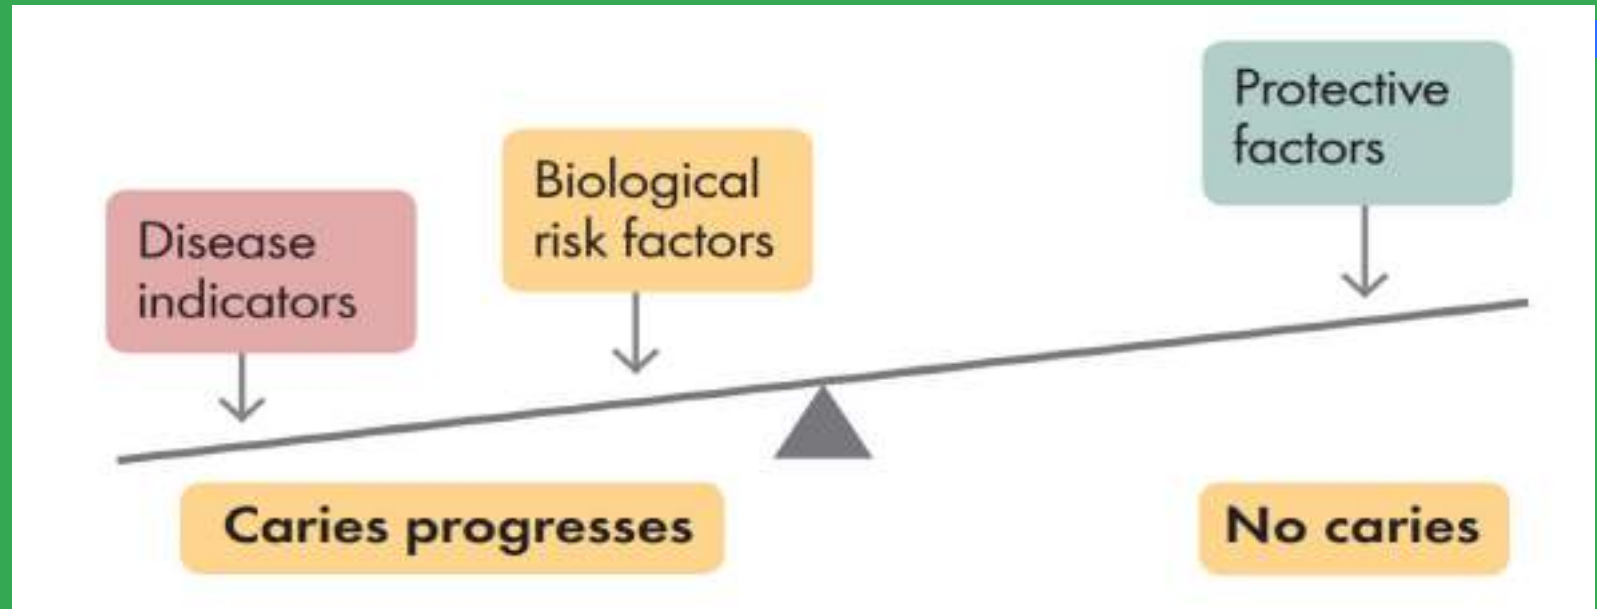 Disease
indicators
Biological
risk factors
Protective
factors
Caries progresses
No caries